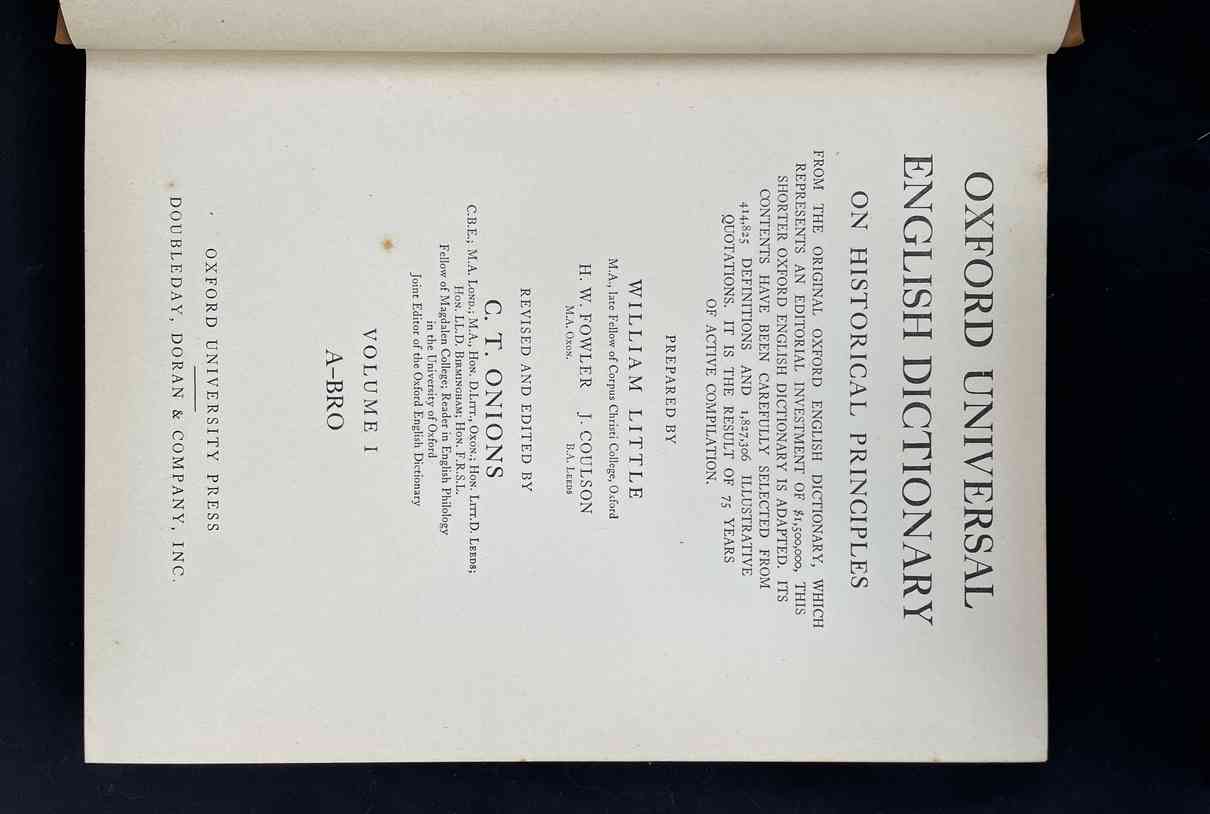 OXFORD UNIVERSAL
ENGLISH DICTIONARY
ON HISTORICAL PRINCIPLES
FROM THE ORIGINAL OXFORD ENGLISH DICTIONARY, WHICH
REPRESENTS AN EDITORIAL INVESTMENT OF $1,500,000, THIS
SHORTER OXFORD ENGLISH DICTIONARY IS ADAPTED. ITS
CONTENTS HAVE BEEN CAREFULLY SELECTED FROM
414,825 DEFINITIONS AND 1,827,306 ILLUSTRATIVE
QUOTATIONS. IT IS THE RESULT OF 75 YEARS
OF ACTIVE COMPILATION.
PREPARED BY
WILLIAM LITTLE
M.A., late Fellow of Corpus Christi College, Oxford
H. W. FOWLER J. COULSON
M.A. Oxon. B.A. Leeds
REVISED AND EDITED BY
C. T. ONIONS
C.B.E.; M.A. Lond.; M.A., Hon. D.Litt., Oxon.; Hon. Litt.D. Leeds;
Hon. LL.D. Birmingham; Hon. F.R.S.L.
Fellow of Magdalen College; Reader in English Philology
in the University of Oxford
Joint Editor of the Oxford English Dictionary
VOLUME I
A–BRO
OXFORD UNIVERSITY PRESS
DOUBLEDAY, DORAN & COMPANY, INC.